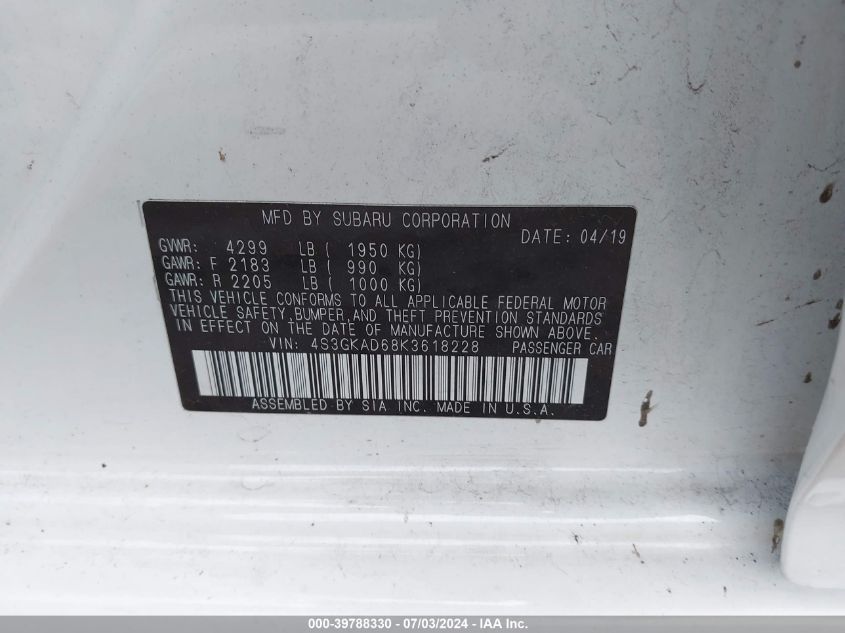 MFD BY SUBARU CORPORATION
DATE: 04/19
GVWR: 4299 LB ( 1950 KG)
GAWR: F 2183 LB ( 990 KG)
GAWR: R 2205 LB ( 1000 KG)
THIS VEHICLE CONFORMS TO ALL APPLICABLE FEDERAL MOTOR
VEHICLE SAFETY, BUMPER, AND THEFT PREVENTION STANDARDS
IN EFFECT ON THE DATE OF MANUFACTURE SHOWN ABOVE.
VIN: 4S3GKAD68K3618228 PASSENGER CAR
ASSEMBLED BY SIA INC. MADE IN U.S.A.
000-39788330 - 07/03/2024 - IAA Inc.